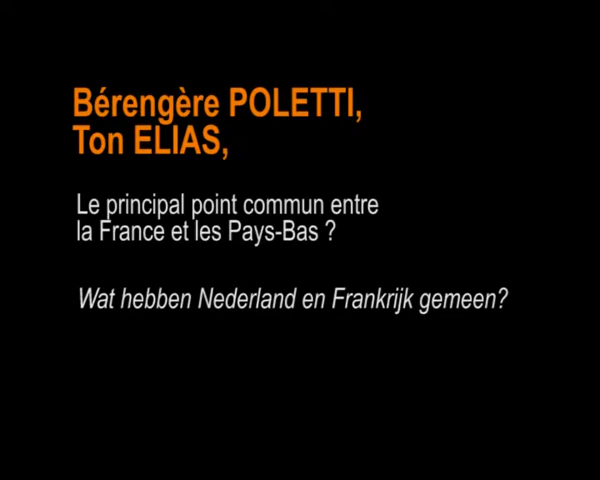 Bérengère POLETTI,
Ton ELIAS,
Le principal point commun entre
la France et les Pays-Bas ?
Wat hebben Nederland en Frankrijk gemeen?